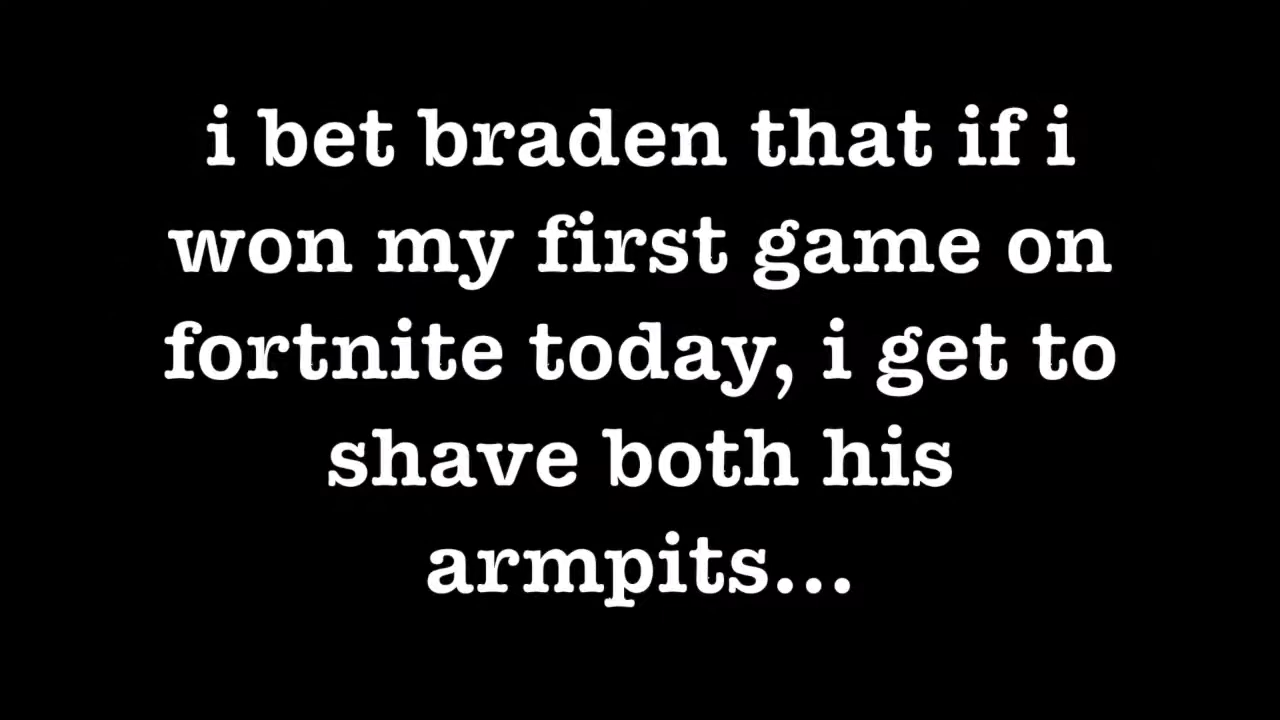 i bet braden that if i
won my first game on
fortnite today, i get to
shave both his
armpits...